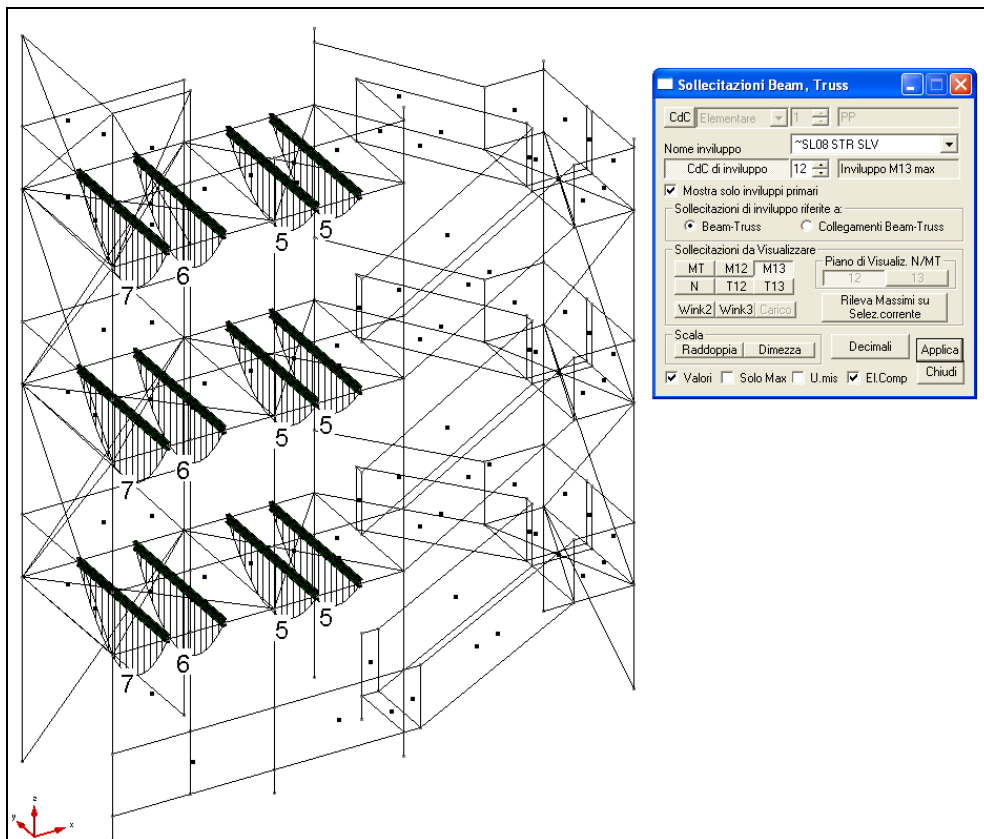 Sollecitazioni Beam, Truss
CdC Elementare 1 PP
Nome inviluppo ~SL08 STR SLV
CdC di inviluppo 12 Inviluppo M13 max
Mostra solo inviluppi primari
Sollecitazioni di inviluppo riferite a:
Beam-Truss Collegamenti Beam-Truss
Sollecitazioni da Visualizzare
MT M12 M13
N T12 T13
Wink2 Wink3 Carico
Piano di Visualiz. N/MT
12 13
Rileva Massimi su
Selez.corrente
Scala
Raddoppia Dimezza
Decimali
Applica
Chiudi
Valori Solo Max U.mis El.Comp
5 5
7 6
5 5
7 6
5 5
7 6
z
y x